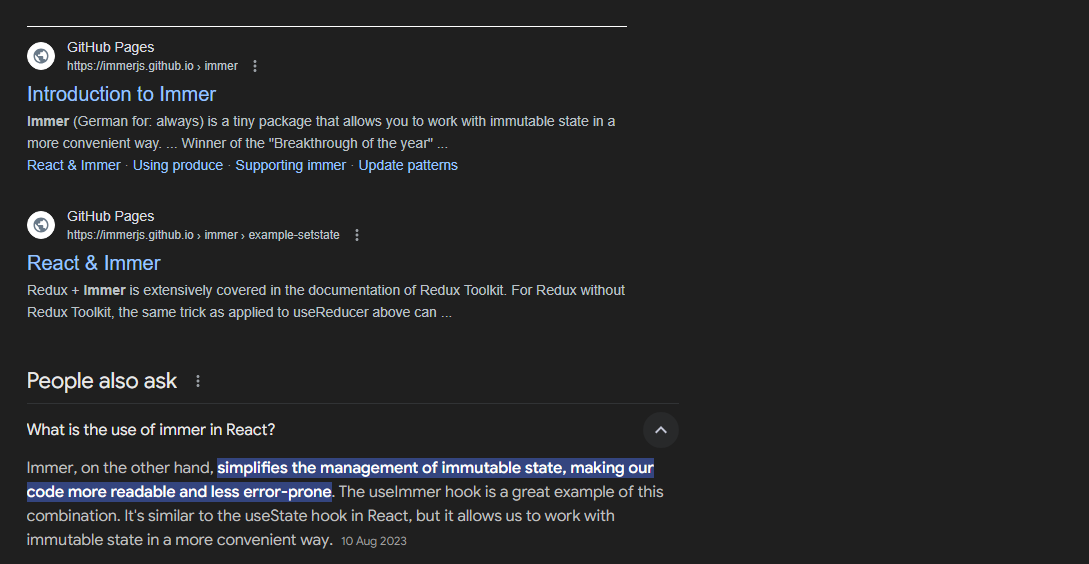 GitHub Pages
https://immerjs.github.io › immer
Introduction to Immer
Immer (German for: always) is a tiny package that allows you to work with immutable state in a
more convenient way. ... Winner of the "Breakthrough of the year" ...
React & Immer · Using produce · Supporting immer · Update patterns
GitHub Pages
https://immerjs.github.io › immer › example-setstate
React & Immer
Redux + Immer is extensively covered in the documentation of Redux Toolkit. For Redux without
Redux Toolkit, the same trick as applied to useReducer above can ...
People also ask
What is the use of immer in React?
Immer, on the other hand, simplifies the management of immutable state, making our
code more readable and less error-prone. The useImmer hook is a great example of this
combination. It's similar to the useState hook in React, but it allows us to work with
immutable state in a more convenient way. 10 Aug 2023